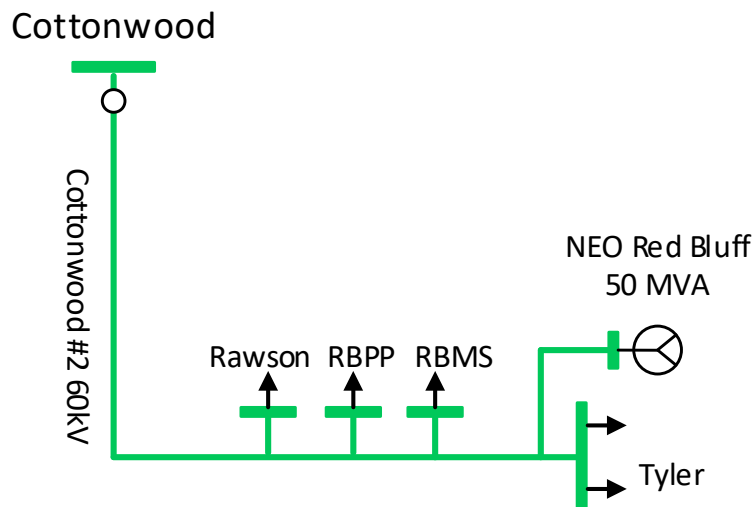 Cottonwood
Cottonwood #2 60kV
NEO Red Bluff
50 MVA
Rawson
RBPP
RBMS
Tyler